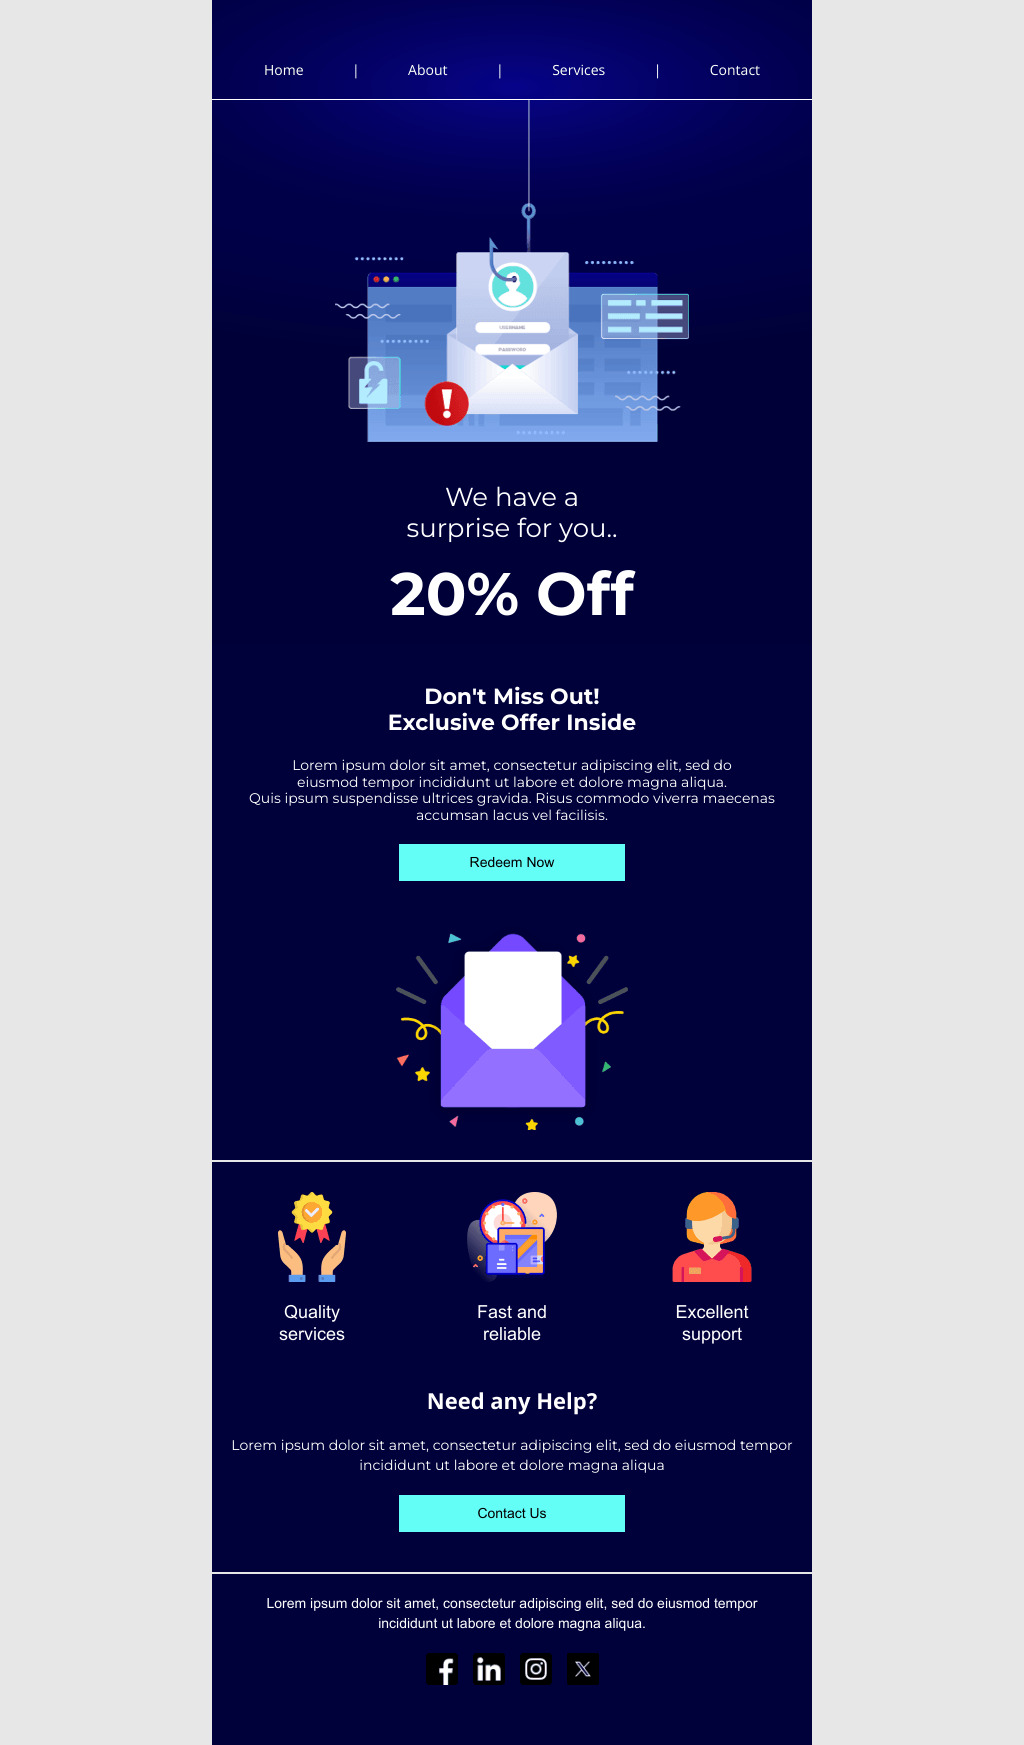 Home | About | Services | Contact
USERNAME
PASSWORD
We have a
surprise for you..
20% Off
Don't Miss Out!
Exclusive Offer Inside
Lorem ipsum dolor sit amet, consectetur adipiscing elit, sed do
eiusmod tempor incididunt ut labore et dolore magna aliqua.
Quis ipsum suspendisse ultrices gravida. Risus commodo viverra maecenas
accumsan lacus vel facilisis.
Redeem Now
Quality
services
Fast and
reliable
Excellent
support
Need any Help?
Lorem ipsum dolor sit amet, consectetur adipiscing elit, sed do eiusmod tempor
incididunt ut labore et dolore magna aliqua
Contact Us
Lorem ipsum dolor sit amet, consectetur adipiscing elit, sed do eiusmod tempor
incididunt ut labore et dolore magna aliqua.